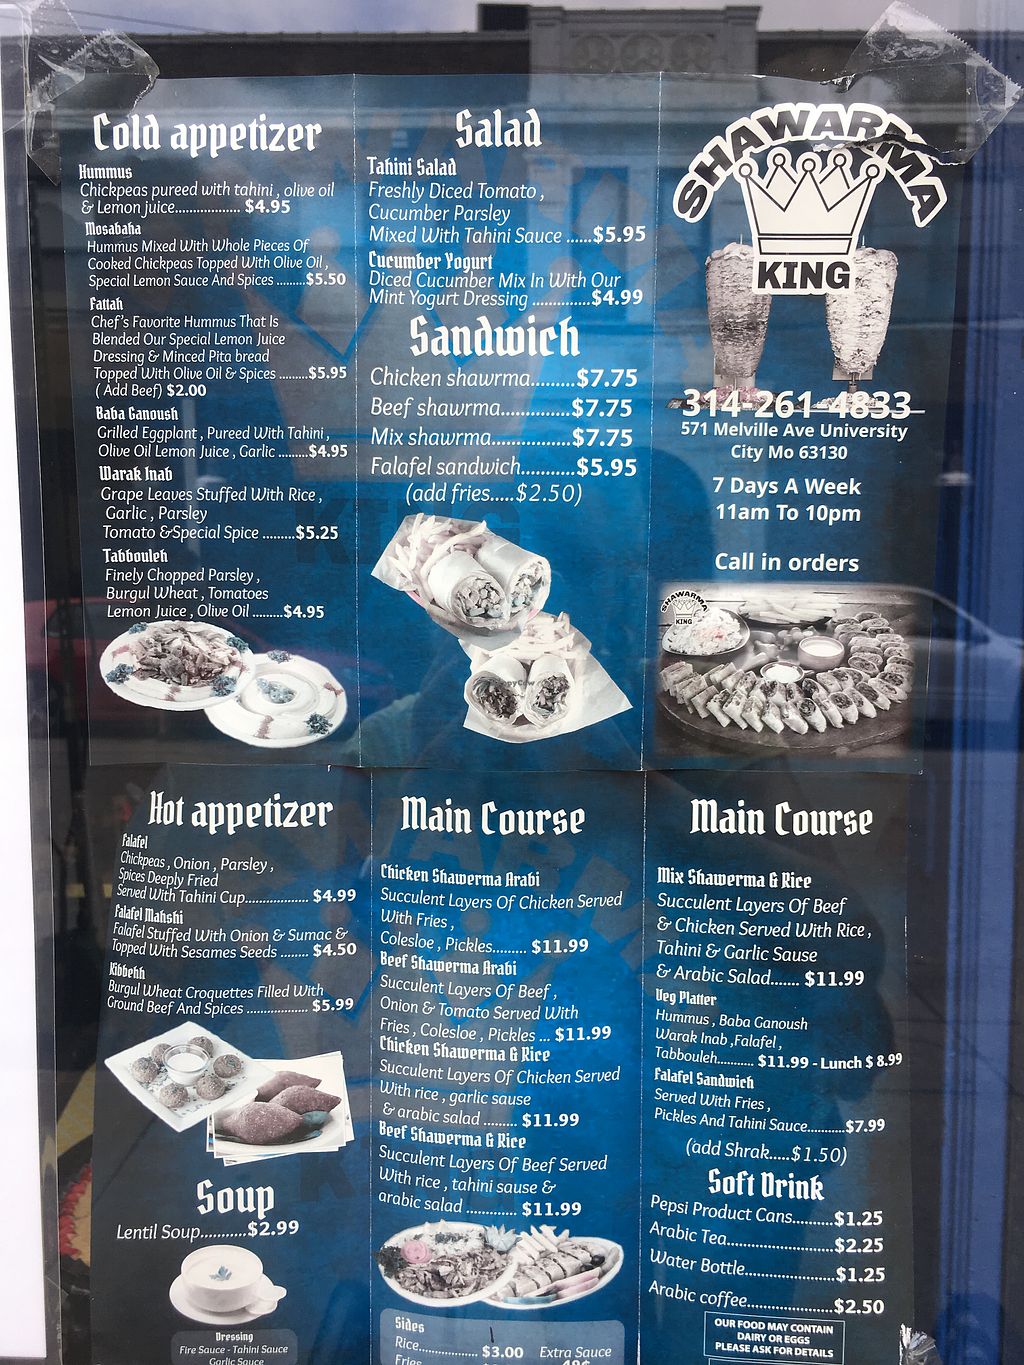 Cold appetizer
Hummus
Chickpeas pureed with tahini , olive oil
& Lemon juice.................. $4.95
Mosabaha
Hummus Mixed With Whole Pieces Of
Cooked Chickpeas Topped With Olive Oil ,
Special Lemon Sauce And Spices .........$5.50
Fattah
Chef's Favorite Hummus That Is
Blended Our Special Lemon Juice
Dressing & Minced Pita bread
Topped With Olive Oil & Spices .........$5.95
( Add Beef) $2.00
Baba Ganoush
Grilled Eggplant , Pureed With Tahini ,
Olive Oil Lemon Juice , Garlic .........$4.95
Warak Inab
Grape Leaves Stuffed With Rice ,
Garlic , Parsley
Tomato &Special Spice .........$5.25
Tabbouleh
Finely Chopped Parsley ,
Burgul Wheat , Tomatoes
Lemon Juice , Olive Oil .........$4.95
Salad
Tahini Salad
Freshly Diced Tomato ,
Cucumber Parsley
Mixed With Tahini Sauce ......$5.95
Cucumber Yogurt
Diced Cucumber Mix In With Our
Mint Yogurt Dressing .............$4.99
Sandwich
Chicken shawrma.........$7.75
Beef shawrma..............$7.75
Mix shawrma................$7.75
Falafel sandwich...........$5.95
(add fries.....$2.50)
HappyCow
SHAWARMA
KING
314-261-4833
571 Melville Ave University
City Mo 63130
7 Days A Week
11am To 10pm
Call in orders
SHAWARMA
KING
Hot appetizer
Falafel
Chickpeas , Onion , Parsley ,
Spices Deeply Fried
Served With Tahini Cup.................. $4.99
Falafel Mahshi
Falafel Stuffed With Onion & Sumac &
Topped With Sesames Seeds ........ $4.50
Kibbehh
Burgul Wheat Croquettes Filled With
Ground Beef And Spices ................. $5.99
Soup
Lentil Soup...........$2.99
Dressing
Fire Sauce - Tahini Sauce
Garlic Sauce
Main Course
Chicken Shawerma Arabi
Succulent Layers Of Chicken Served
With Fries ,
Colesloe , Pickles......... $11.99
Beef Shawerma Arabi
Succulent Layers Of Beef ,
Onion & Tomato Served With
Fries , Colesloe , Pickles ... $11.99
Chicken Shawerma & Rice
Succulent Layers Of Chicken Served
With rice , garlic sause
& arabic salad ......... $11.99
Beef Shawerma & Rice
Succulent Layers Of Beef Served
With rice , tahini sause &
arabic salad ............. $11.99
Sides
Rice.................... $3.00 Extra Sauce
Fries
49¢
Main Course
Mix Shawerma & Rice
Succulent Layers Of Beef
& Chicken Served With Rice ,
Tahini & Garlic Sause
& Arabic Salad....... $11.99
Veg Platter
Hummus , Baba Ganoush
Warak Inab ,Falafel ,
Tabbouleh.......... $11.99 - Lunch $ 8.99
Falafel Sandwich
Served With Fries ,
Pickles And Tahini Sauce..........$7.99
(add Shrak.....$1.50)
Soft Drink
Pepsi Product Cans..........$1.25
Arabic Tea..........................$2.25
Water Bottle......................$1.25
Arabic coffee.....................$2.50
OUR FOOD MAY CONTAIN
DAIRY OR EGGS
PLEASE ASK FOR DETAILS